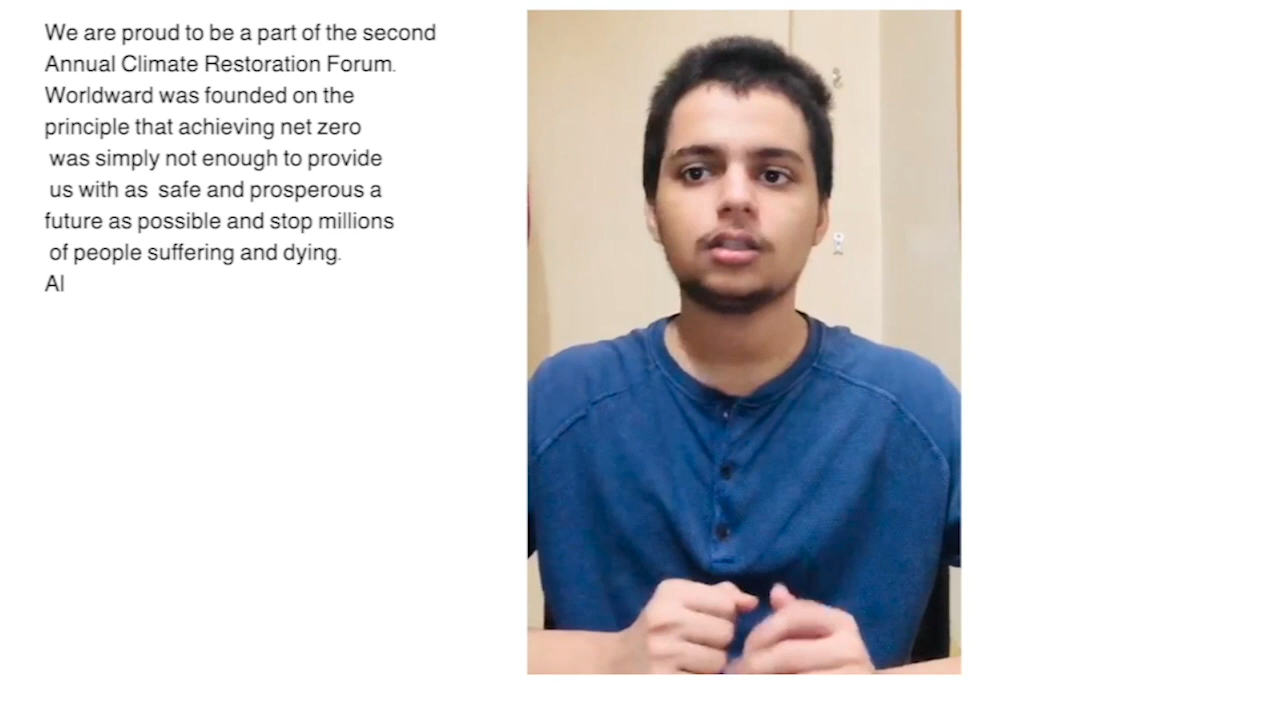 We are proud to be a part of the second
Annual Climate Restoration Forum.
Worldward was founded on the
principle that achieving net zero
was simply not enough to provide
us with as  safe and prosperous a
future as possible and stop millions
of people suffering and dying.
Al